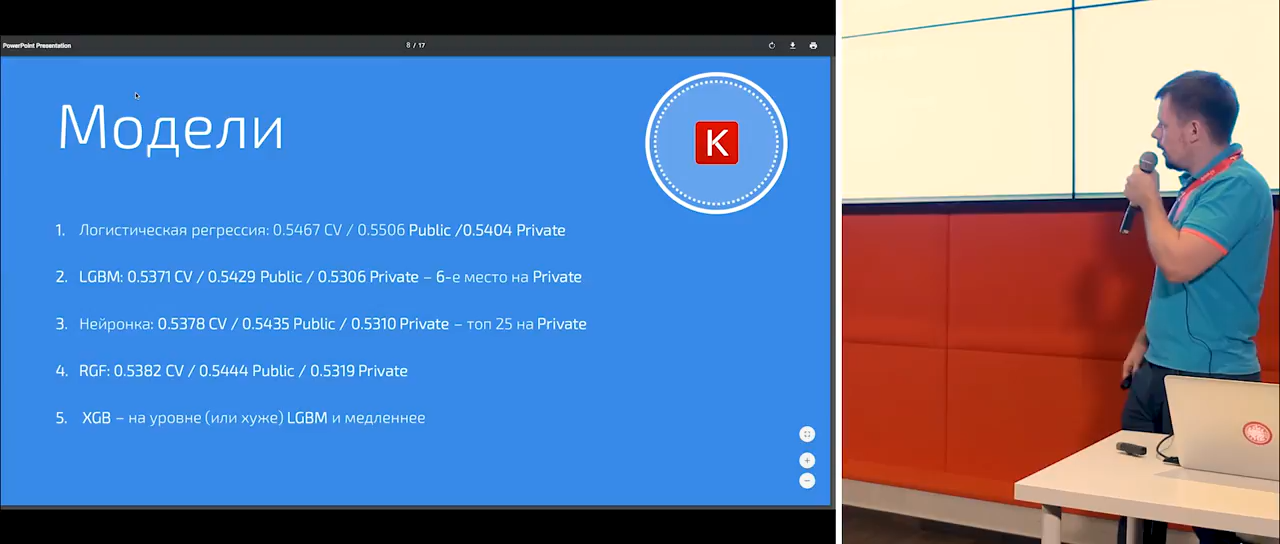 PowerPoint Presentation
8 / 17
Модели
K
1. Логистическая регрессия: 0.5467 CV / 0.5506 Public /0.5404 Private
2. LGBM: 0.5371 CV / 0.5429 Public / 0.5306 Private – 6-е место на Private
3. Нейронка: 0.5378 CV / 0.5435 Public / 0.5310 Private – топ 25 на Private
4. RGF: 0.5382 CV / 0.5444 Public / 0.5319 Private
5. XGB – на уровне (или хуже) LGBM и медленнее